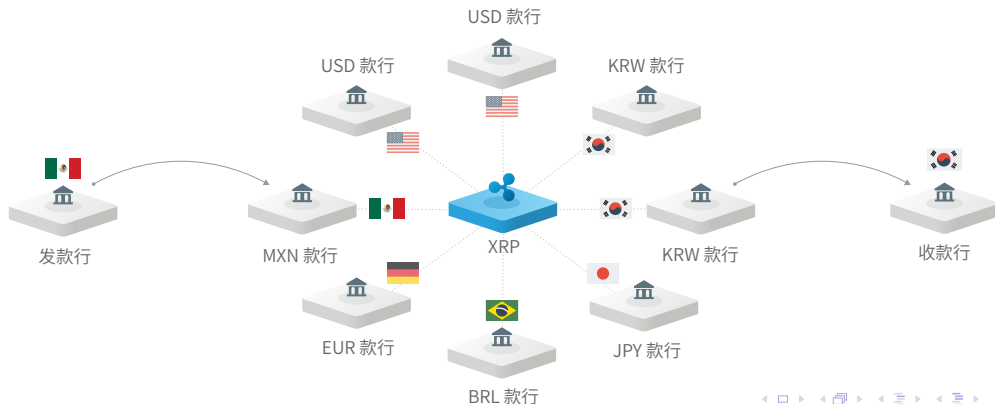 USD 款行
USD 款行
KRW 款行
发款行
MXN 款行
XRP
KRW 款行
收款行
EUR 款行
JPY 款行
BRL 款行